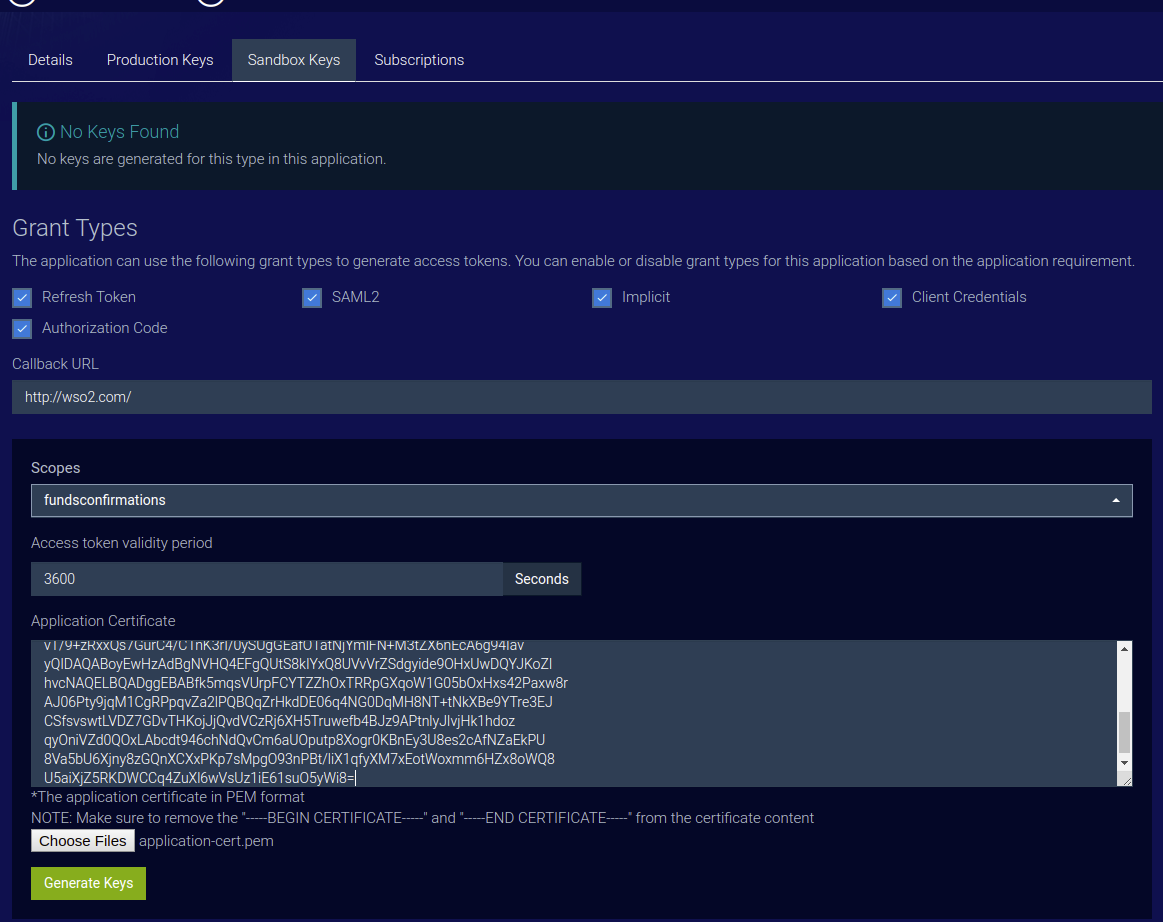 Details Production Keys Sandbox Keys Subscriptions
No Keys Found
No keys are generated for this type in this application.
Grant Types
The application can use the following grant types to generate access tokens. You can enable or disable grant types for this application based on the application requirement.
Refresh Token SAML2 Implicit Client Credentials
Authorization Code
Callback URL
http://wso2.com/
Scopes
fundsconfirmations
Access token validity period
3600 Seconds
Application Certificate
yQIDAQABoyEwHzAdBgNVHQ4EFgQUtS8klYxQ8UVvVrZSdgyide9OHxUwDQYJKoZI
hvcNAQELBQADggEBABfk5mqsVUrpFCYTZZhOxTRRpGXqoW1G05bOxHxs42Paxw8r
AJ06Pty9jqM1CgRPpqvZa2lPQBQqZrHkdDE06q4NG0DqMH8NT+tNkXBe9YTre3EJ
CSfsvswtLVDZ7GDvTHKojJjQvdVCzRj6XH5Truwefb4BJz9APtnlyJIvjHk1hdoz
qyOniVZd0QOxLAbcdt946chNdQvCm6aUOputp8Xogr0KBnEy3U8es2cAfNZaEkPU
8Va5bU6Xjny8zGQnXCXxPKp7sMpgO93nPBt/IiX1qfyXM7xEotWoxmm6HZx8oWQ8
U5aiXjZ5RKDWCCq4ZuXl6wVsUz1iE61suO5yWi8=
*The application certificate in PEM format
NOTE: Make sure to remove the "-----BEGIN CERTIFICATE-----" and "-----END CERTIFICATE-----" from the certificate content
Choose Files application-cert.pem
Generate Keys